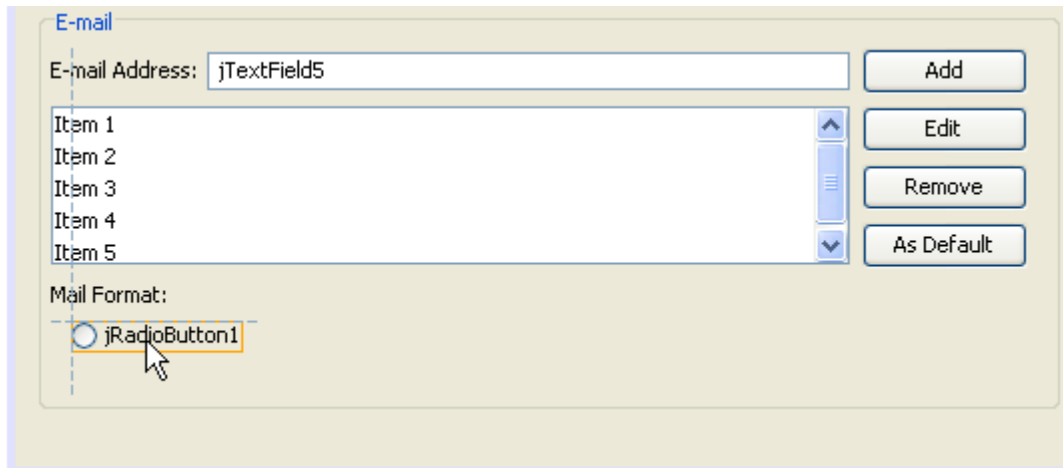 E-mail
E-mail Address: jTextField5 Add
Item 1
Item 2
Item 3
Item 4
Item 5
Edit
Remove
As Default
Mail Format:
jRadioButton1